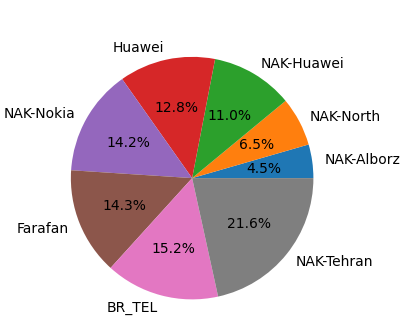 Huawei
NAK-Huawei
NAK-Nokia
NAK-North
NAK-Alborz
Farafan
NAK-Tehran
BR_TEL
12.8%
11.0%
14.2%
6.5%
4.5%
14.3%
21.6%
15.2%